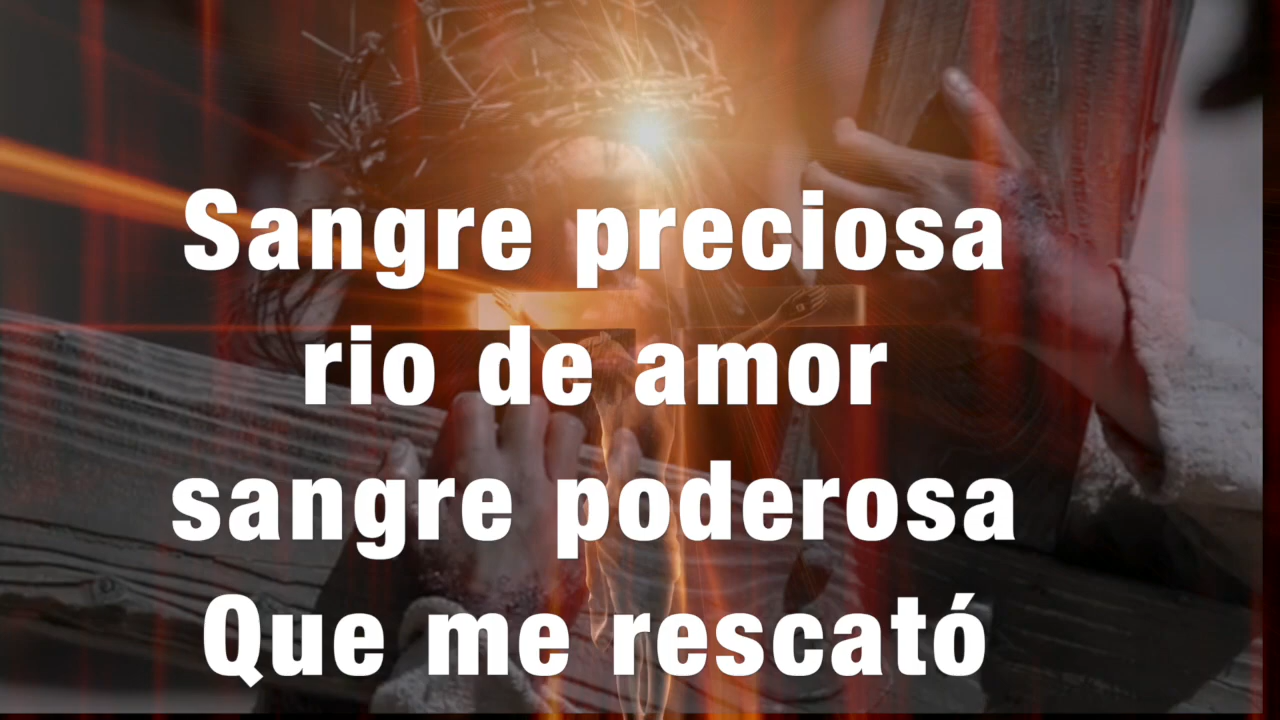 Sangre preciosa
rio de amor
sangre poderosa
Que me rescató